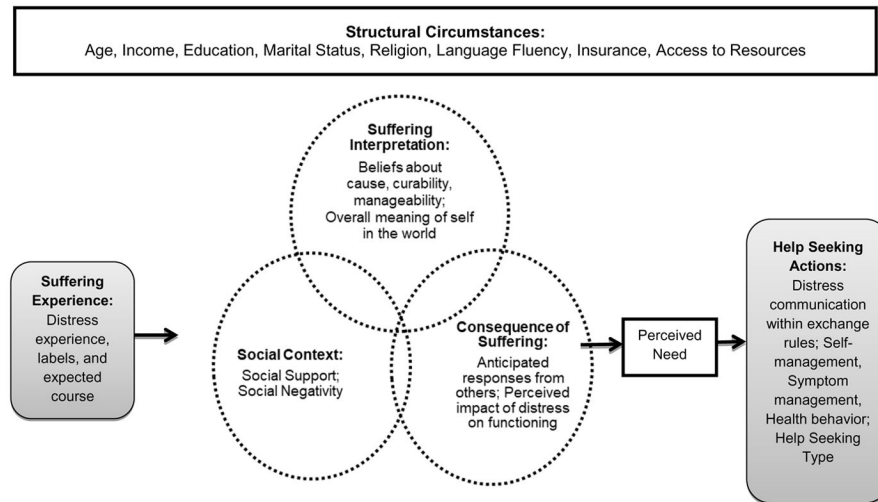 Structural Circumstances:
Age, Income, Education, Marital Status, Religion, Language Fluency, Insurance, Access to Resources
Suffering
Interpretation:
Beliefs about
cause, curability,
manageability;
Overall meaning of self
in the world
Suffering
Experience:
Distress
experience,
labels, and
expected
course
Social Context:
Social Support;
Social Negativity
Consequence of
Suffering:
Anticipated
responses from
others; Perceived
impact of distress
on functioning
Perceived
Need
Help Seeking
Actions:
Distress
communication
within exchange
rules; Self-
management,
Symptom
management,
Health behavior;
Help Seeking
Type